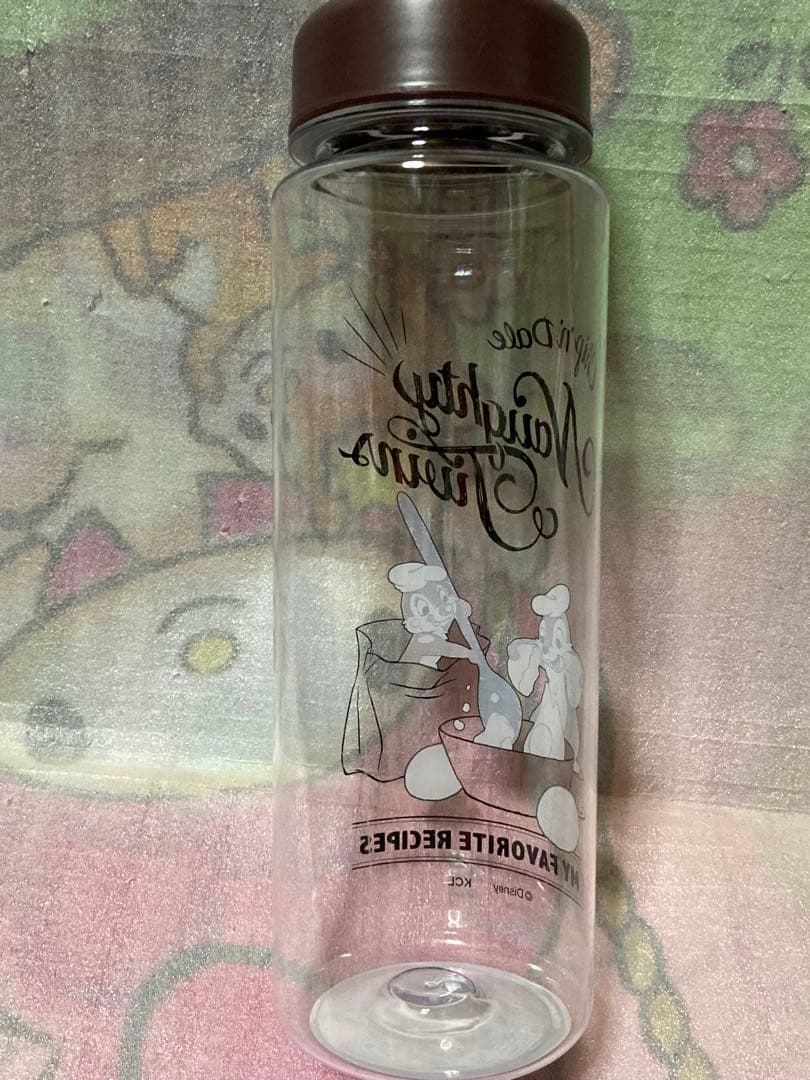 Chip 'n' Dale
Naughty
Twins
MY FAVORITE RECIPES
©Disney KCL